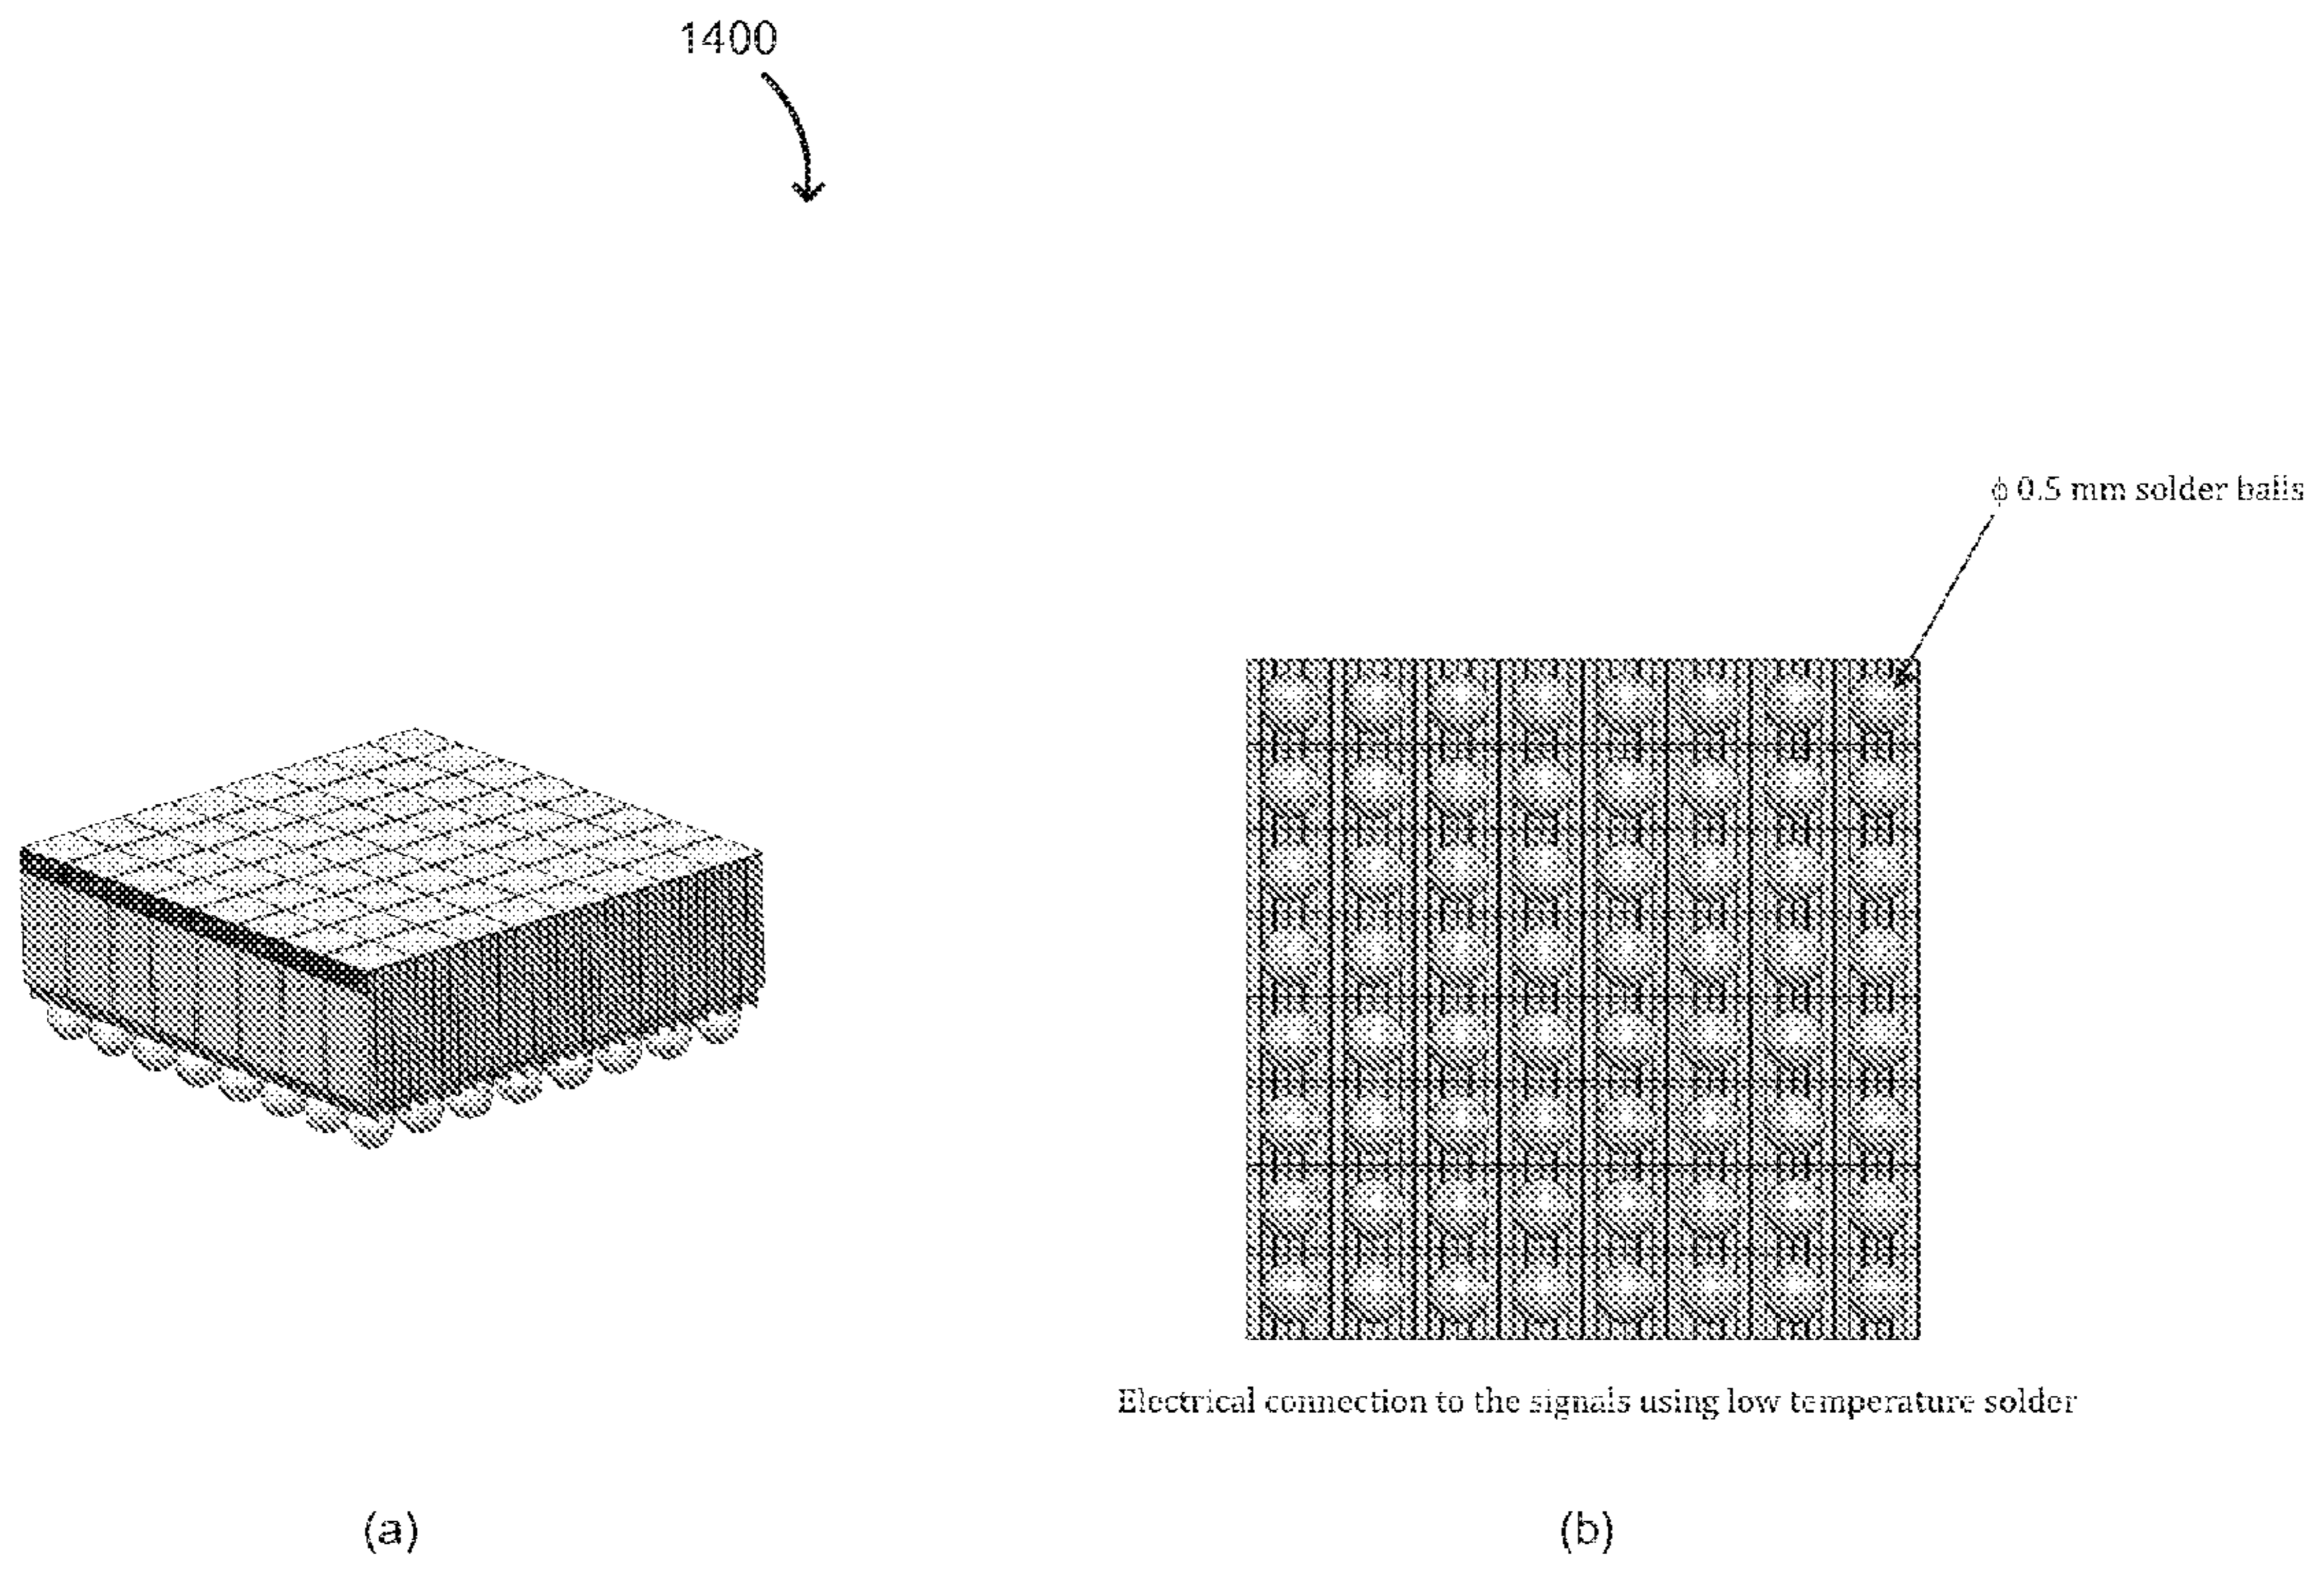 1400
ϕ 0.5 mm solder balls
Electrical connection to the signals using low temperature solder
(a)
(b)